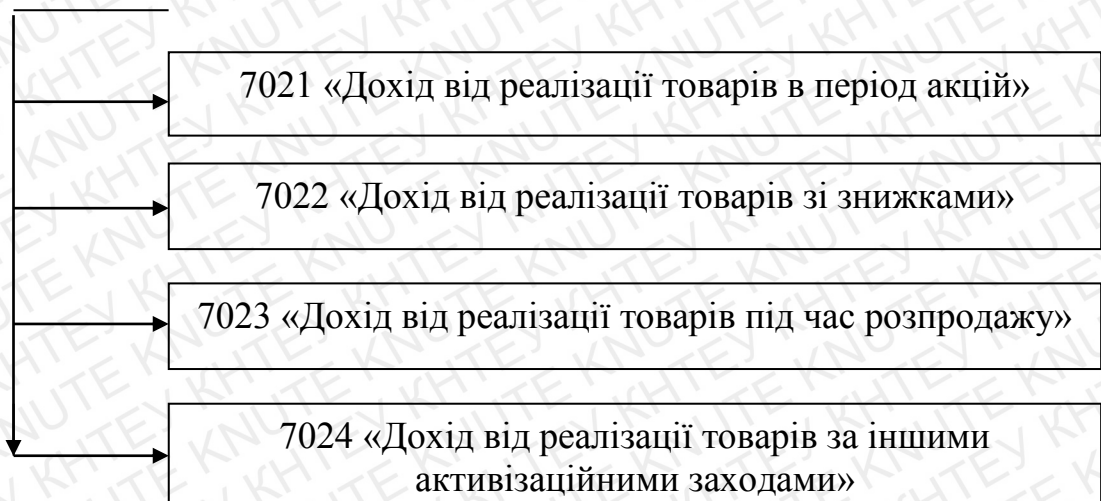 7021 «Дохід від реалізації товарів в період акцій»
7022 «Дохід від реалізації товарів зі знижками»
7023 «Дохід від реалізації товарів під час розпродажу»
7024 «Дохід від реалізації товарів за іншими
активізаційними заходами»